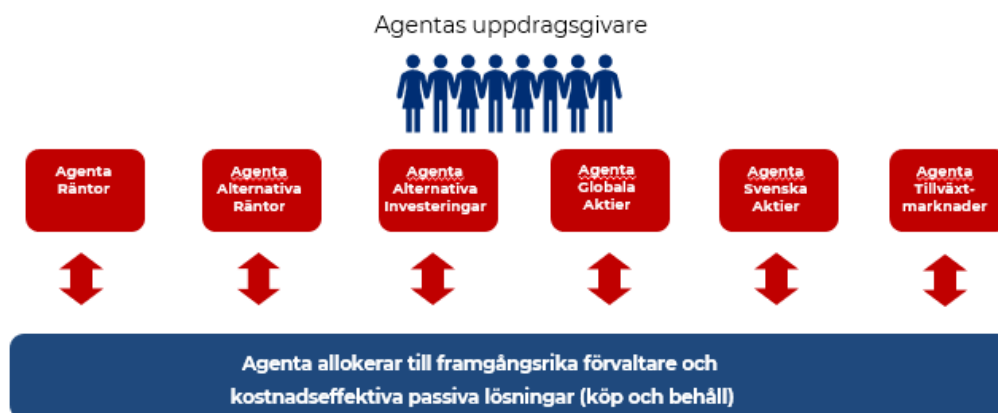 Agentas uppdragsgivare
Agenta
Räntor
Agenta
Alternativa
Räntor
Agenta
Alternativa
Investeringar
Agenta
Globala
Aktier
Agenta
Svenska
Aktier
Agenta
Tillväxt-
marknader
Agenta allokerar till framgångsrika förvaltare och
kostnadseffektiva passiva lösningar (köp och behåll)